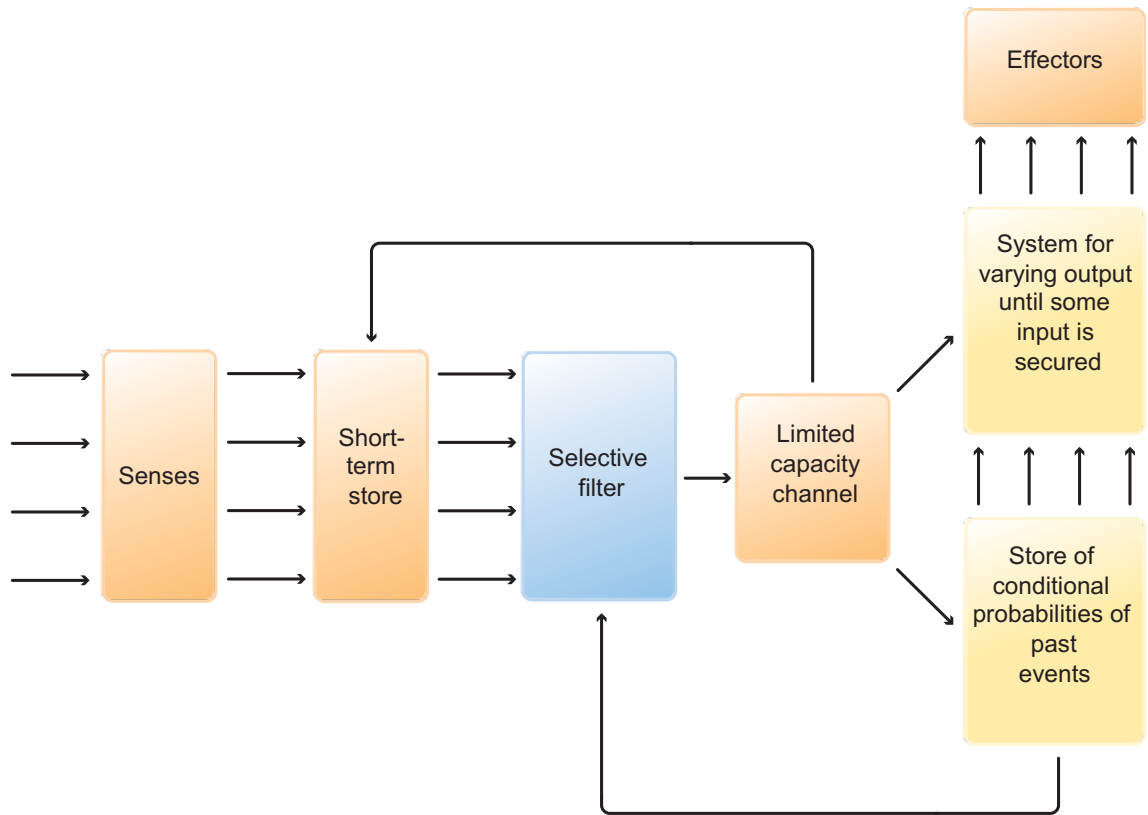 Effectors
System for
varying output
until some
input is
secured
Senses
Short-
term
store
Selective
filter
Limited
capacity
channel
Store of
conditional
probabilities of
past
events